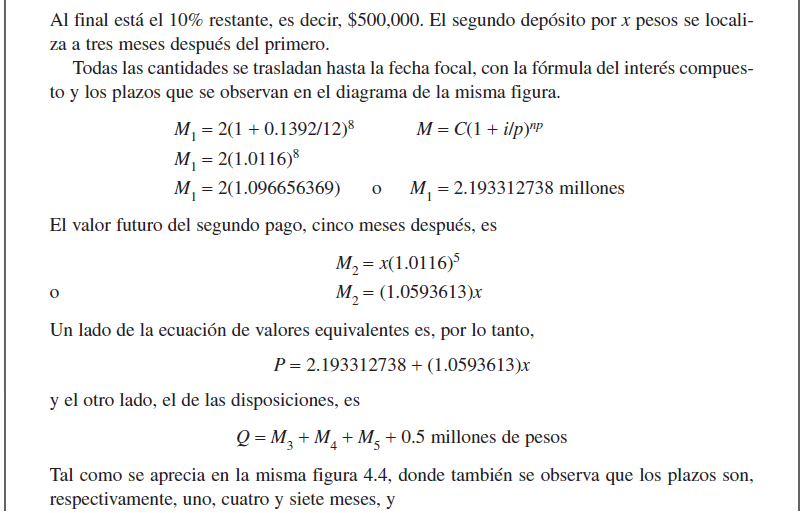 Al final está el 10% restante, es decir, $500,000. El segundo depósito por x pesos se locali-
za a tres meses después del primero.
Todas las cantidades se trasladan hasta la fecha focal, con la fórmula del interés compues-
to y los plazos que se observan en el diagrama de la misma figura.
M₁ = 2(1 + 0.1392/12)⁸ M = C(1 + i/p)ⁿᵖ
M₁ = 2(1.0116)⁸
M₁ = 2(1.096656369) o M₁ = 2.193312738 millones
El valor futuro del segundo pago, cinco meses después, es
M₂ = x(1.0116)⁵
o M₂ = (1.0593613)x
Un lado de la ecuación de valores equivalentes es, por lo tanto,
P = 2.193312738 + (1.0593613)x
y el otro lado, el de las disposiciones, es
Q = M₃ + M₄ + M₅ + 0.5 millones de pesos
Tal como se aprecia en la misma figura 4.4, donde también se observa que los plazos son,
respectivamente, uno, cuatro y siete meses, y